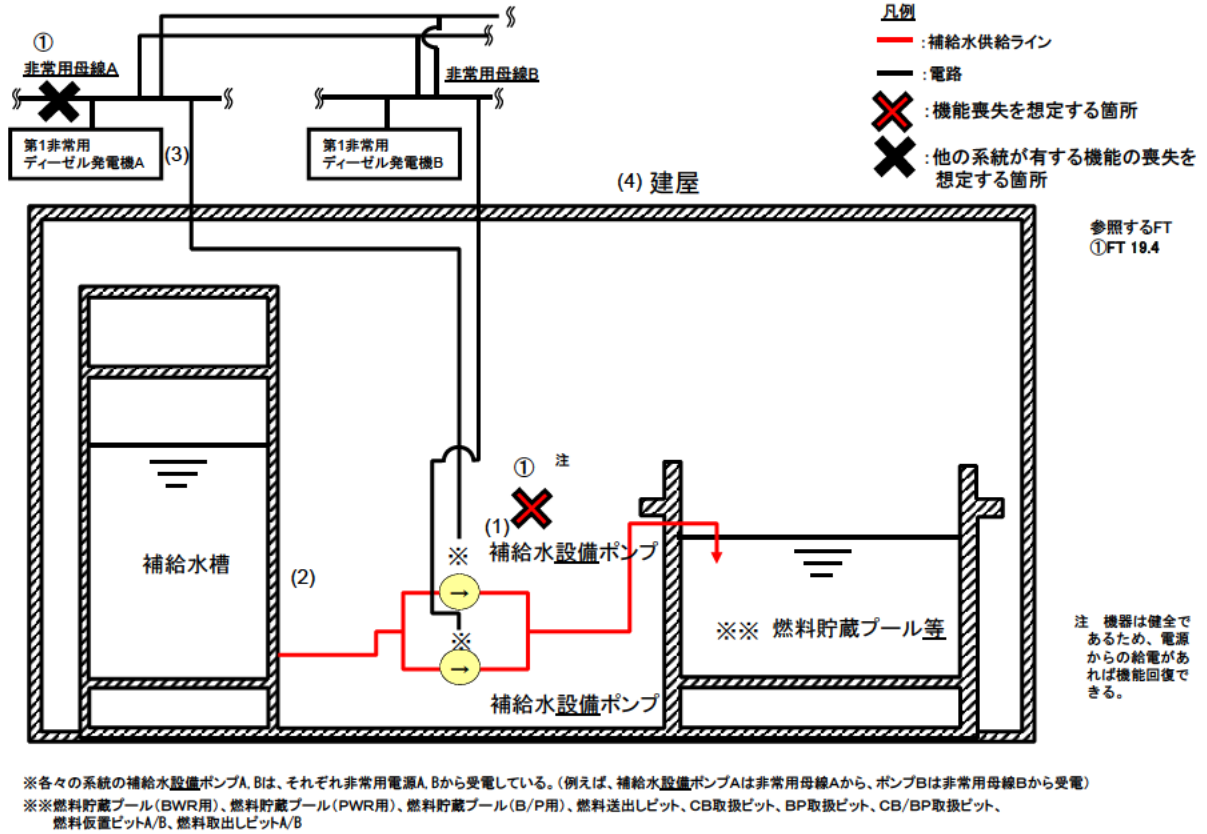 ①
非常用母線A
非常用母線B
第1非常用
ディーゼル発電機A
(3)
第1非常用
ディーゼル発電機B
凡例
:補給水供給ライン
:電路
:機能喪失を想定する箇所
:他の系統が有する機能の喪失を
想定する箇所
(4) 建屋
参照するFT
①FT 19.4
① 注
(1)
※ 補給水設備ポンプ
補給水槽
(2)
→
※
→
補給水設備ポンプ
※※ 燃料貯蔵プール等
注 機器は健全で
あるため、電源
からの給電があ
れば機能回復で
きる。
※各々の系統の補給水設備ポンプA,Bは、それぞれ非常用電源A,Bから受電している。(例えば、補給水設備ポンプAは非常用母線Aから、ポンプBは非常用母線Bから受電)
※※燃料貯蔵プール(BWR用)、燃料貯蔵プール(PWR用)、燃料貯蔵プール(B/P用)、燃料送出しピット、CB取扱ピット、BP取扱ピット、CB/BP取扱ピット、
燃料仮置ピットA/B、燃料取出しピットA/B